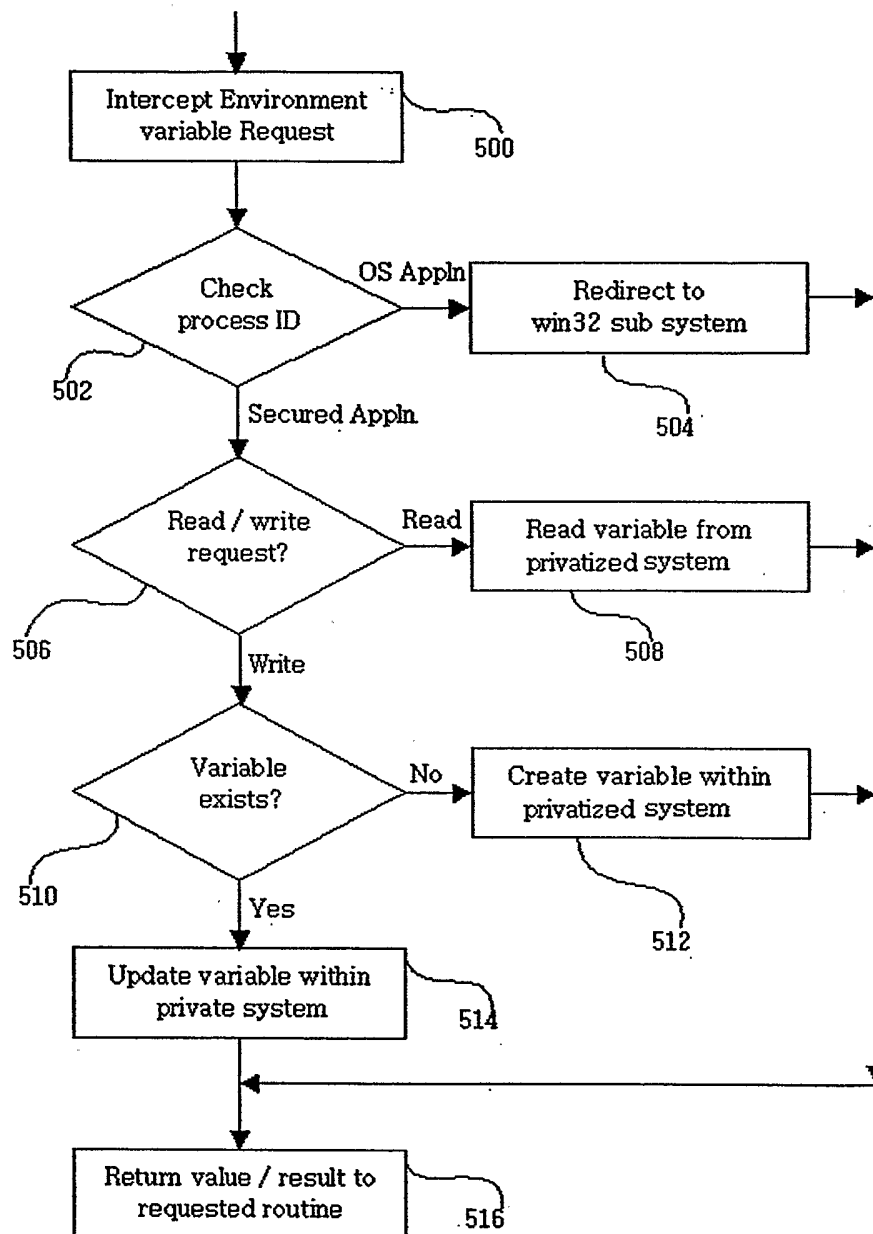 Intercept Environment
variable Request
500
Check
process ID
OS Appln
Redirect to
win32 sub system
502
504
Secured Appln
Read / write
request?
Read
Read variable from
privatized system
506
508
Write
Variable
exists?
No
Create variable within
privatized system
510
512
Yes
Update variable within
private system
514
Return value / result to
requested routine
516